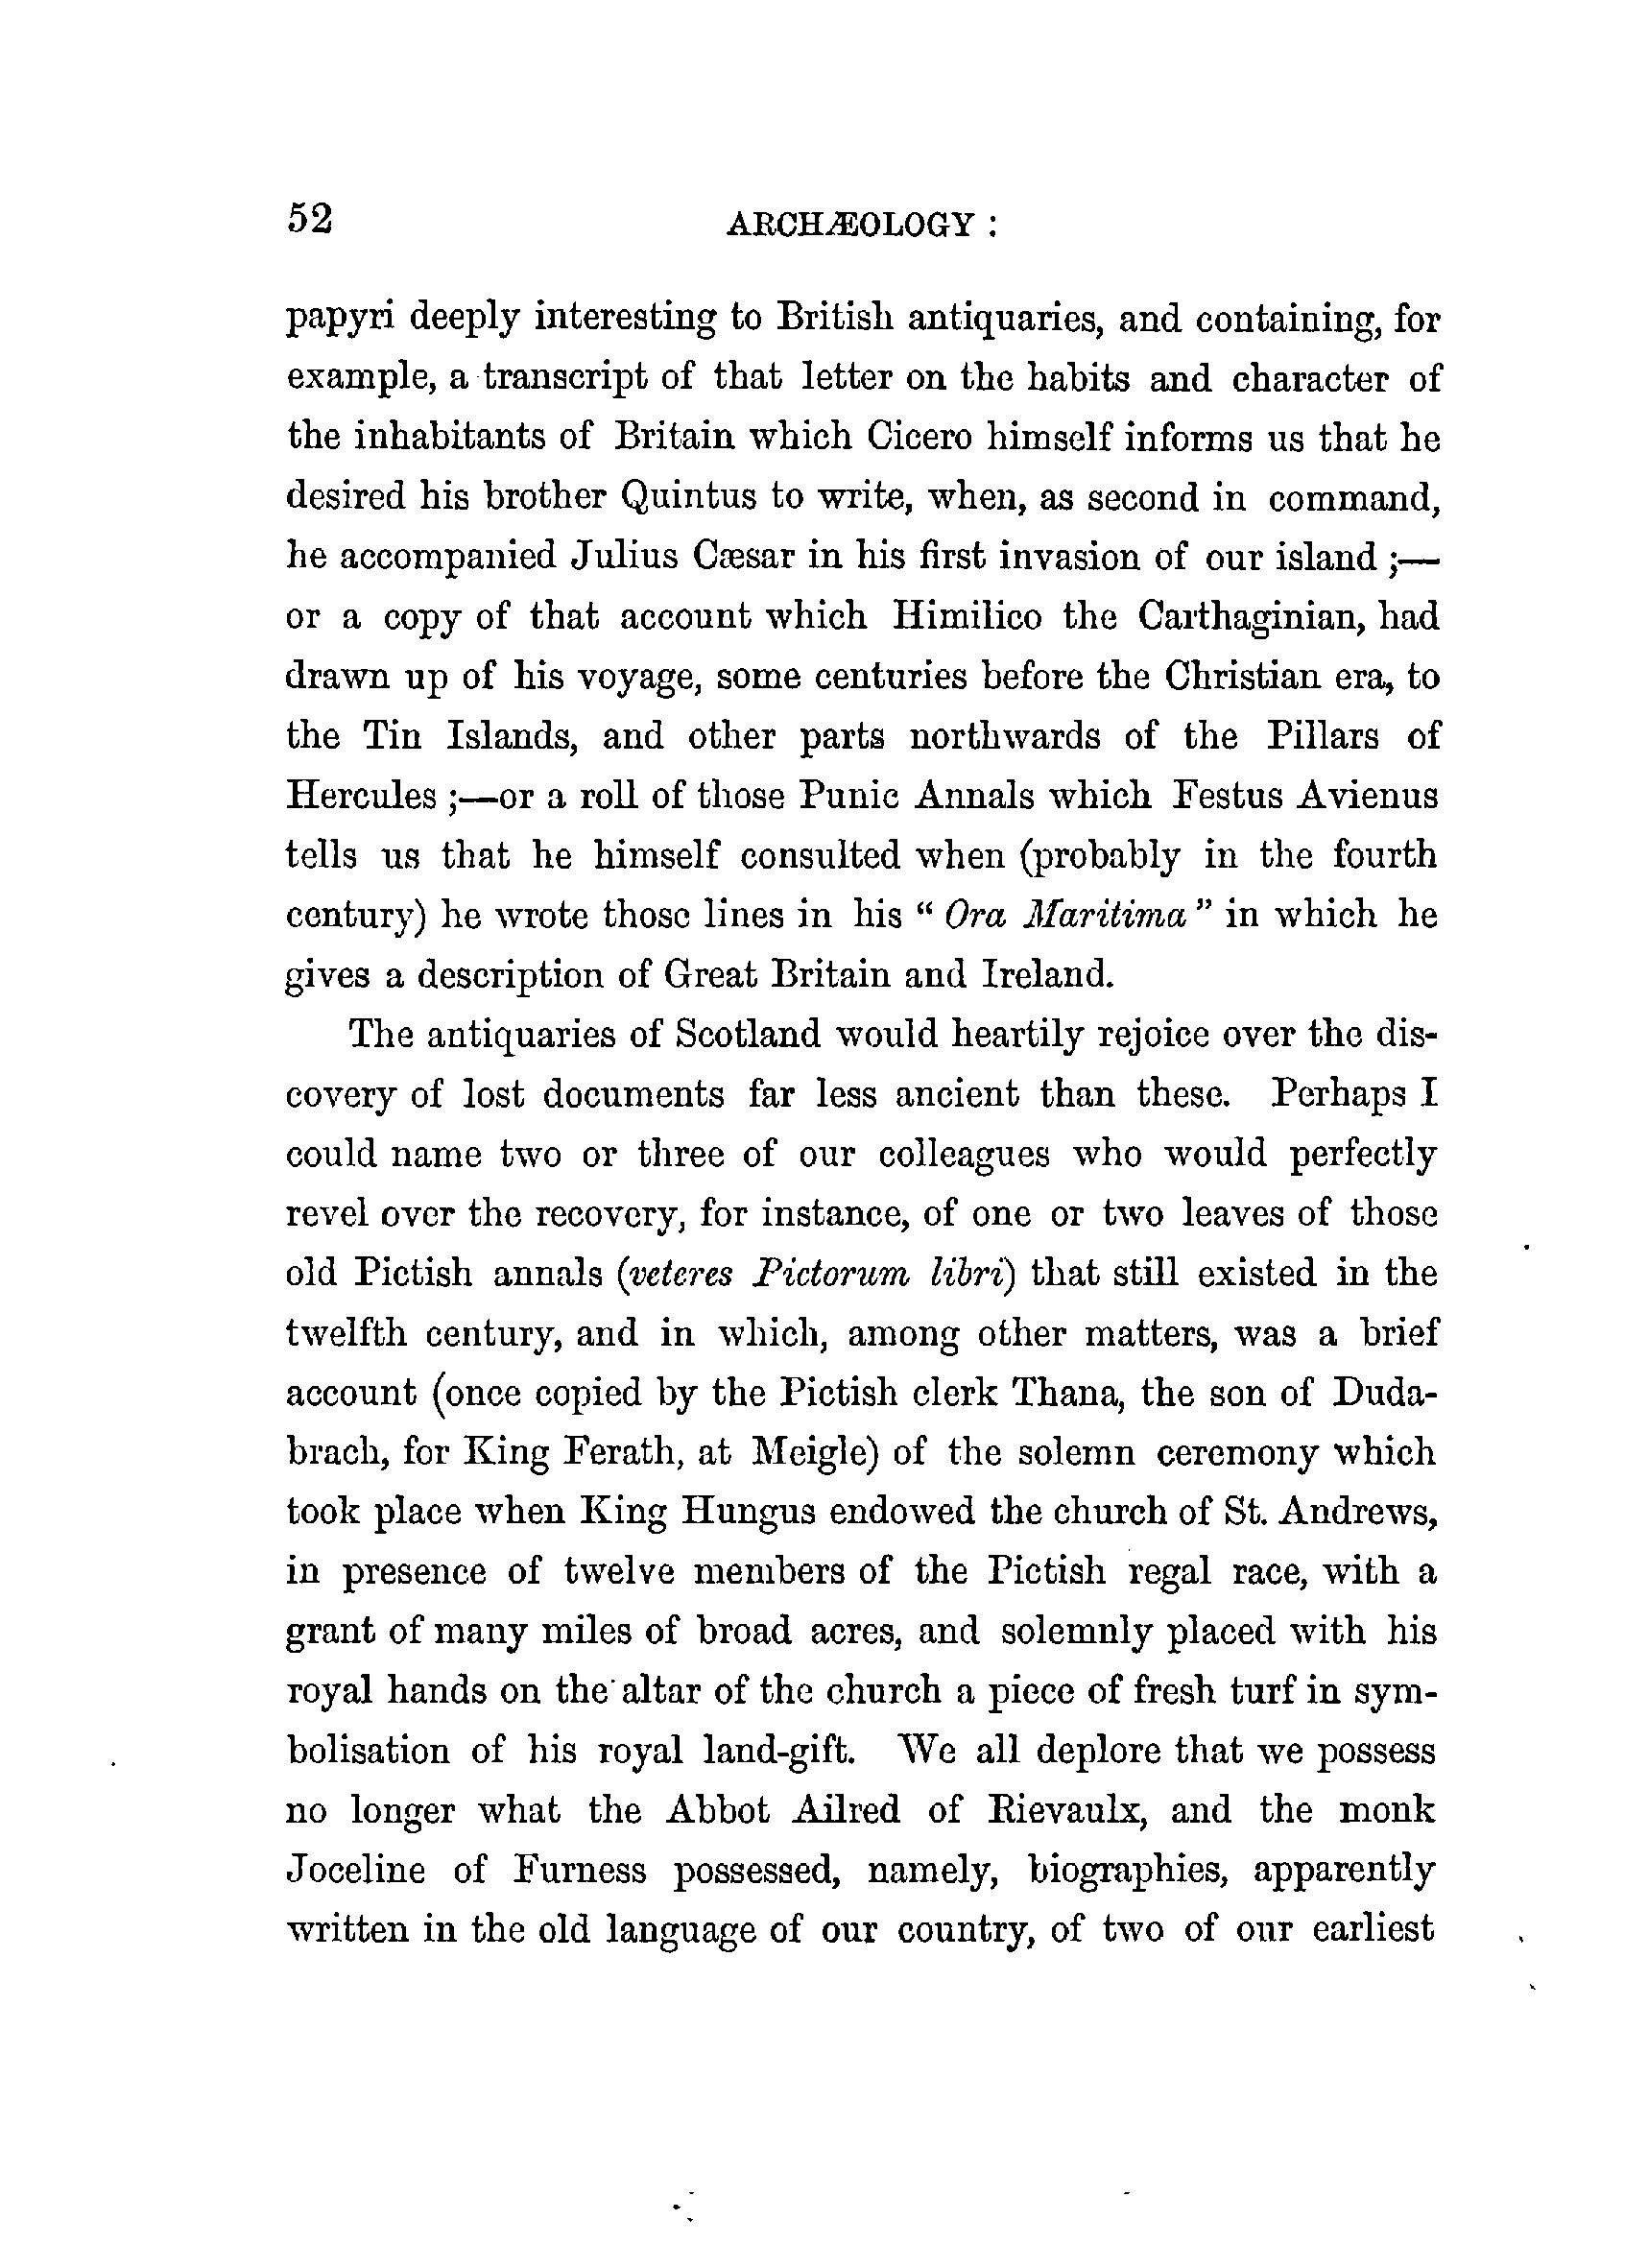 52 ARCHÆOLOGY :
papyri deeply interesting to British antiquaries, and containing, for
example, a transcript of that letter on the habits and character of
the inhabitants of Britain which Cicero himself informs us that he
desired his brother Quintus to write, when, as second in command,
he accompanied Julius Cæsar in his first invasion of our island ;—
or a copy of that account which Himilico the Carthaginian, had
drawn up of his voyage, some centuries before the Christian era, to
the Tin Islands, and other parts northwards of the Pillars of
Hercules ;—or a roll of those Punic Annals which Festus Avienus
tells us that he himself consulted when (probably in the fourth
century) he wrote those lines in his “ Ora Maritima ” in which he
gives a description of Great Britain and Ireland.
The antiquaries of Scotland would heartily rejoice over the dis-
covery of lost documents far less ancient than these. Perhaps I
could name two or three of our colleagues who would perfectly
revel over the recovery, for instance, of one or two leaves of those
old Pictish annals (veteres Pictorum libri) that still existed in the
twelfth century, and in which, among other matters, was a brief
account (once copied by the Pictish clerk Thana, the son of Duda-
brach, for King Ferath, at Meigle) of the solemn ceremony which
took place when King Hungus endowed the church of St. Andrews,
in presence of twelve members of the Pictish regal race, with a
grant of many miles of broad acres, and solemnly placed with his
royal hands on the altar of the church a piece of fresh turf in sym-
bolisation of his royal land-gift. We all deplore that we possess
no longer what the Abbot Ailred of Rievaulx, and the monk
Joceline of Furness possessed, namely, biographies, apparently
written in the old language of our country, of two of our earliest